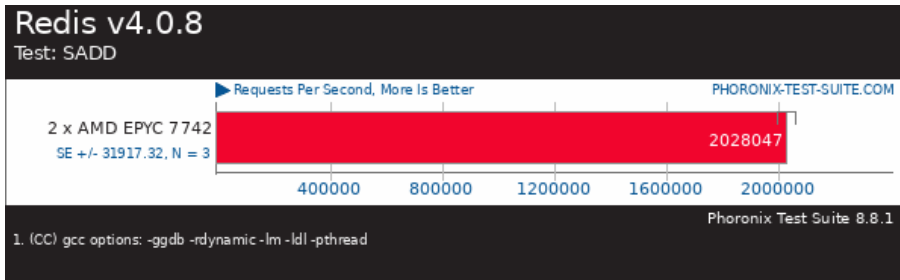 Redis v4.0.8
Test: SADD
Requests Per Second, More Is Better
PHORONIX-TEST-SUITE.COM
2 x AMD EPYC 7742
SE +/- 31917.32, N = 3
2028047
400000 800000 1200000 1600000 2000000
Phoronix Test Suite 8.8.1
1. (CC) gcc options: -ggdb -rdynamic -lm -ldl -pthread